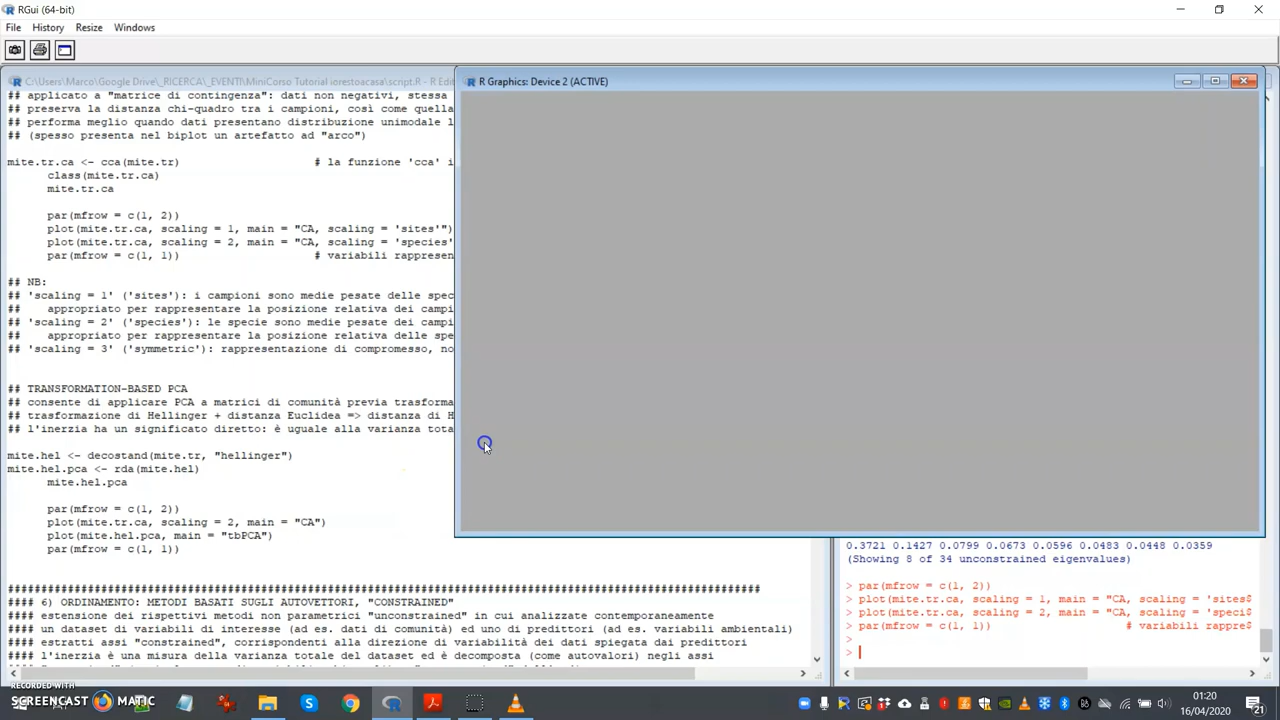 RGui (64-bit)
File History Resize Windows
C:\Users\Marco\Google Drive\_RICERCA\_EVENTI\MiniCorso Tutorial iorestoacasa\script.R - R Edit
R Graphics: Device 2 (ACTIVE)
## applicato a "matrice di contingenza": dati non negativi, stessa
## preserva la distanza chi-quadro tra i campioni, così come quella
## performa meglio quando dati presentano distribuzione unimodale l
## (spesso presenta nel biplot un artefatto ad "arco")
mite.tr.ca <- cca(mite.tr) # la funzione 'cca' i
class(mite.tr.ca)
mite.tr.ca
par(mfrow = c(1, 2))
plot(mite.tr.ca, scaling = 1, main = "CA, scaling = 'sites'")
plot(mite.tr.ca, scaling = 2, main = "CA, scaling = 'species'
par(mfrow = c(1, 1)) # variabili rappresen
## NB:
## 'scaling = 1' ('sites'): i campioni sono medie pesate delle spec
## appropriato per rappresentare la posizione relativa dei campi
## 'scaling = 2' ('species'): le specie sono medie pesate dei campi
## appropriato per rappresentare la posizione relativa delle spe
## 'scaling = 3' ('symmetric'): rappresentazione di compromesso, no
## TRANSFORMATION-BASED PCA
## consente di applicare PCA a matrici di comunità previa trasforma
## trasformazione di Hellinger + distanza Euclidea => distanza di H
## l'inerzia ha un significato diretto: è uguale alla varianza tota
mite.hel <- decostand(mite.tr, "hellinger")
mite.hel.pca <- rda(mite.hel)
mite.hel.pca
par(mfrow = c(1, 2))
plot(mite.tr.ca, scaling = 2, main = "CA")
plot(mite.hel.pca, main = "tbPCA")
par(mfrow = c(1, 1))
#### 6) ORDINAMENTO: METODI BASATI SUGLI AUTOVETTORI, "CONSTRAINED"
#### estensione dei rispettivi metodi non parametrici "unconstrained" in cui analizzate contemporaneamente
#### un dataset di variabili di interesse (ad es. dati di comunità) ed uno di predittori (ad es. variabili ambientali)
#### estratti assi "constrained", corrispondenti alla direzione di variabilità dei dati spiegata dai predittori
#### l'inerzia è una misura della varianza totale del dataset ed è decomposta (come autovalori) negli assi
0.3721 0.1427 0.0799 0.0673 0.0596 0.0483 0.0448 0.0359
(Showing 8 of 34 unconstrained eigenvalues)
> par(mfrow = c(1, 2))
> plot(mite.tr.ca, scaling = 1, main = "CA, scaling = 'sites$
> plot(mite.tr.ca, scaling = 2, main = "CA, scaling = 'speci$
> par(mfrow = c(1, 1)) # variabili rappre$
>
RECORDED WITH
SCREENCAST MATIC
01:20
16/04/2020
21